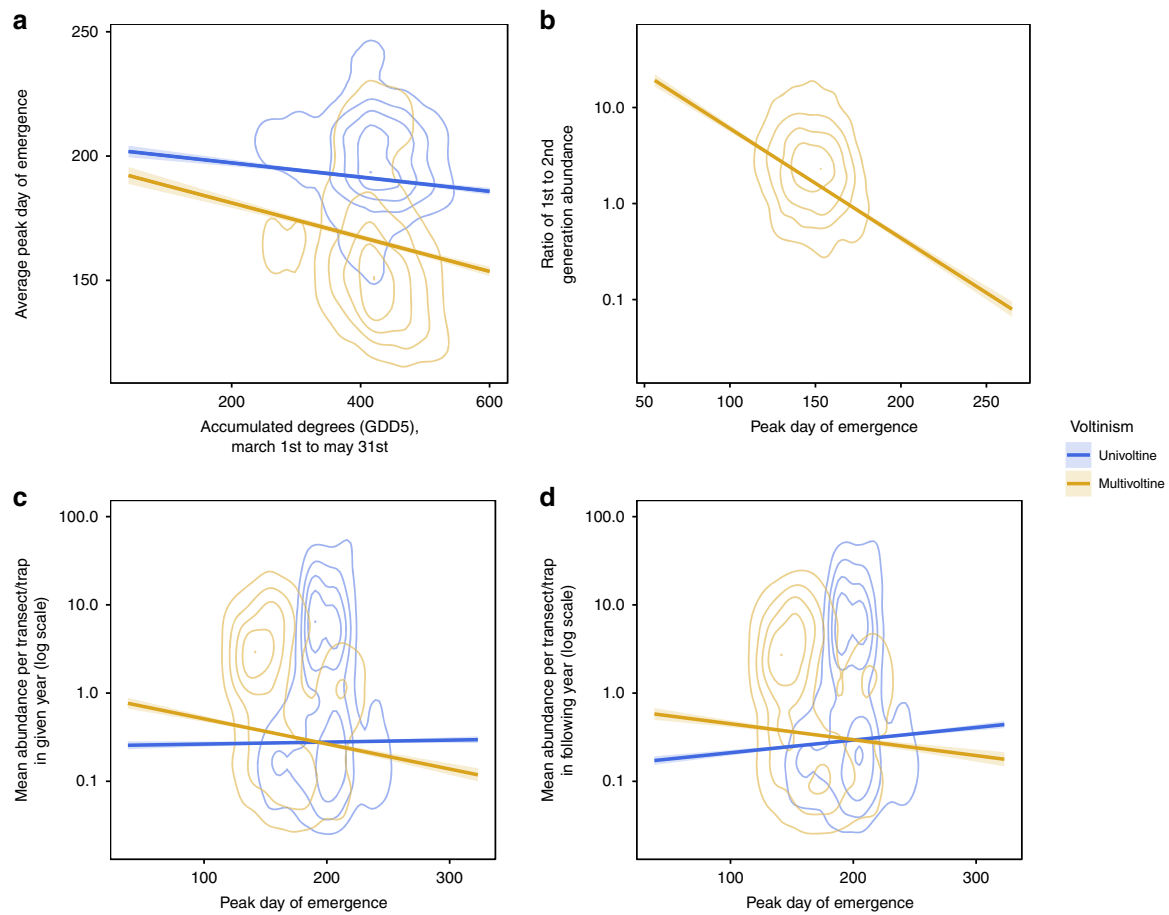 a
250
200
150
Average peak day of emergence
200
400
600
Accumulated degrees (GDD5),
march 1st to may 31st
b
10.0
1.0
0.1
Ratio of 1st to 2nd
generation abundance
50
100
150
200
250
Peak day of emergence
Voltinism
Univoltine
Multivoltine
c
100.0
10.0
1.0
0.1
Mean abundance per transect/trap
in given year (log scale)
100
200
300
Peak day of emergence
d
100.0
10.0
1.0
0.1
Mean abundance per transect/trap
in following year (log scale)
100
200
300
Peak day of emergence